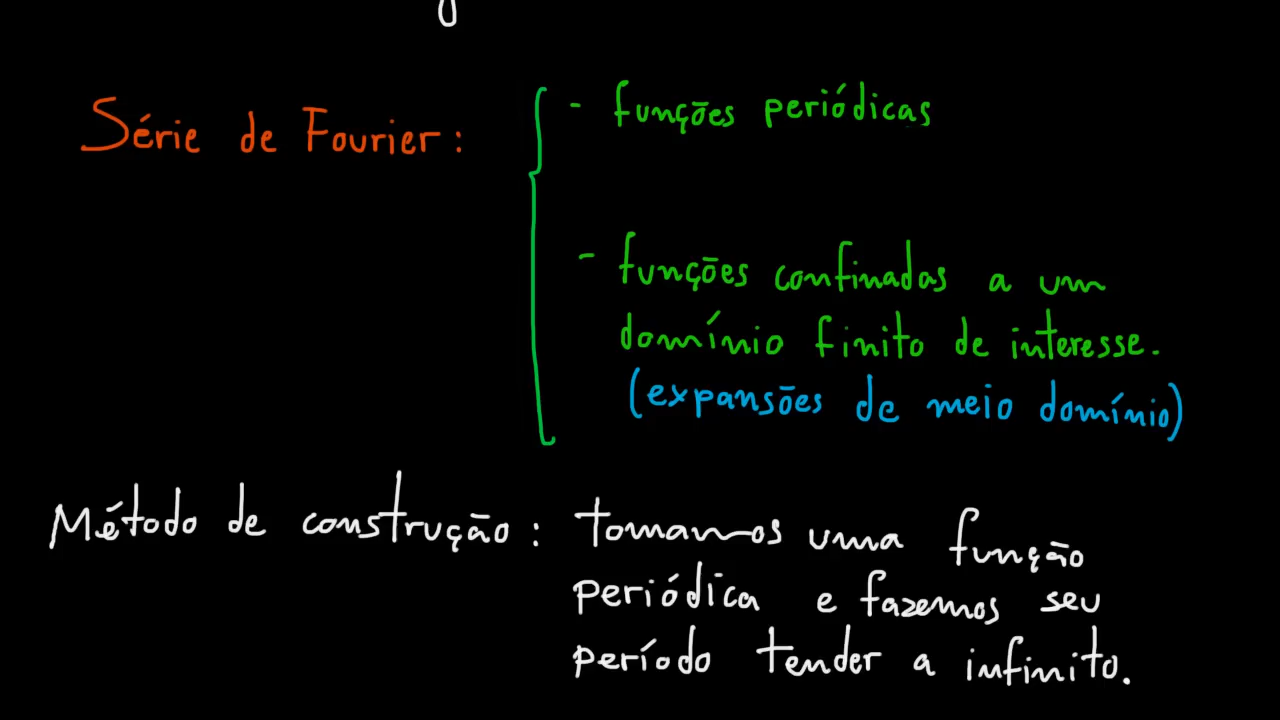 Série de Fourier:
- funções periódicas
- funções confinadas a um
domínio finito de interesse.
(expansões de meio domínio)
Método de construção: tomamos uma função
periódica e fazemos seu
período tender a infinito.